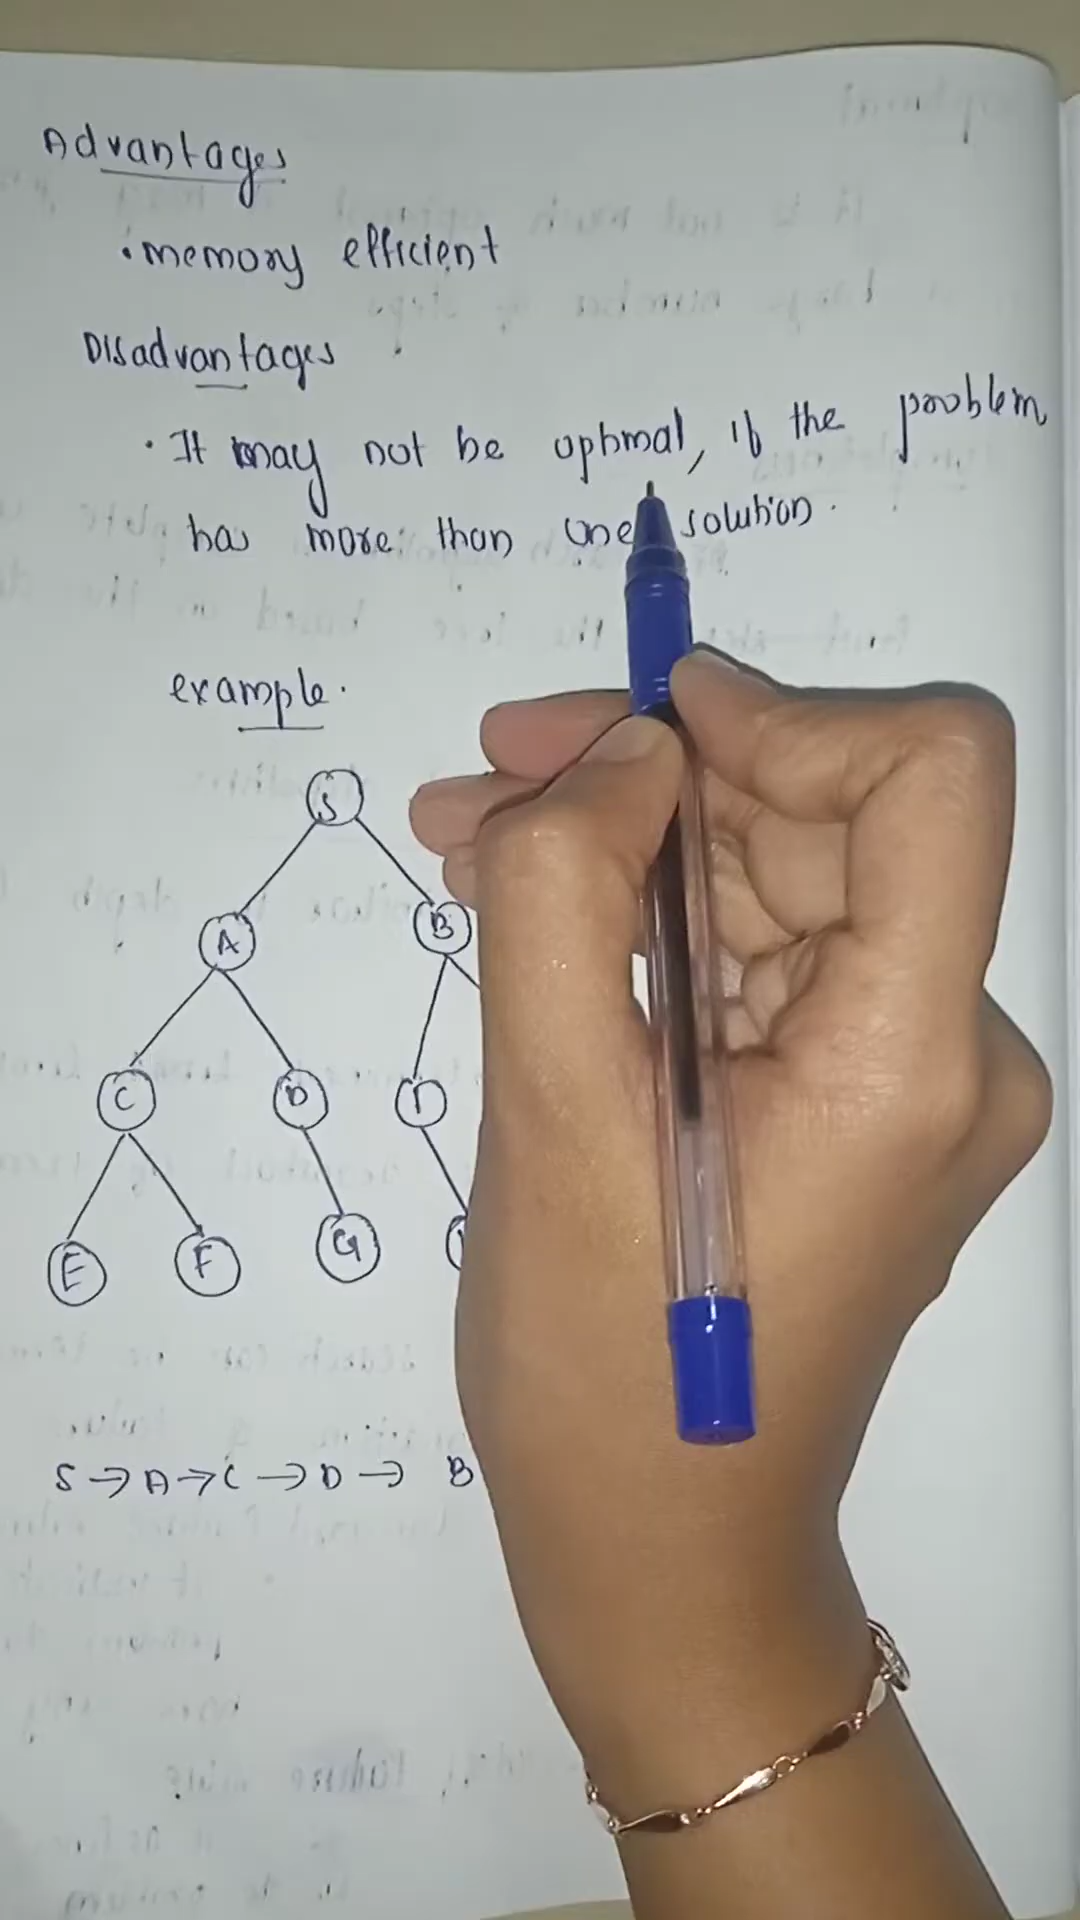 Advantages
· memory efficient
Disadvantages
· It may not be optimal, if the problem
has more than one solution.
example.
S
A B
C D I
E F G
S → A → C → D → B